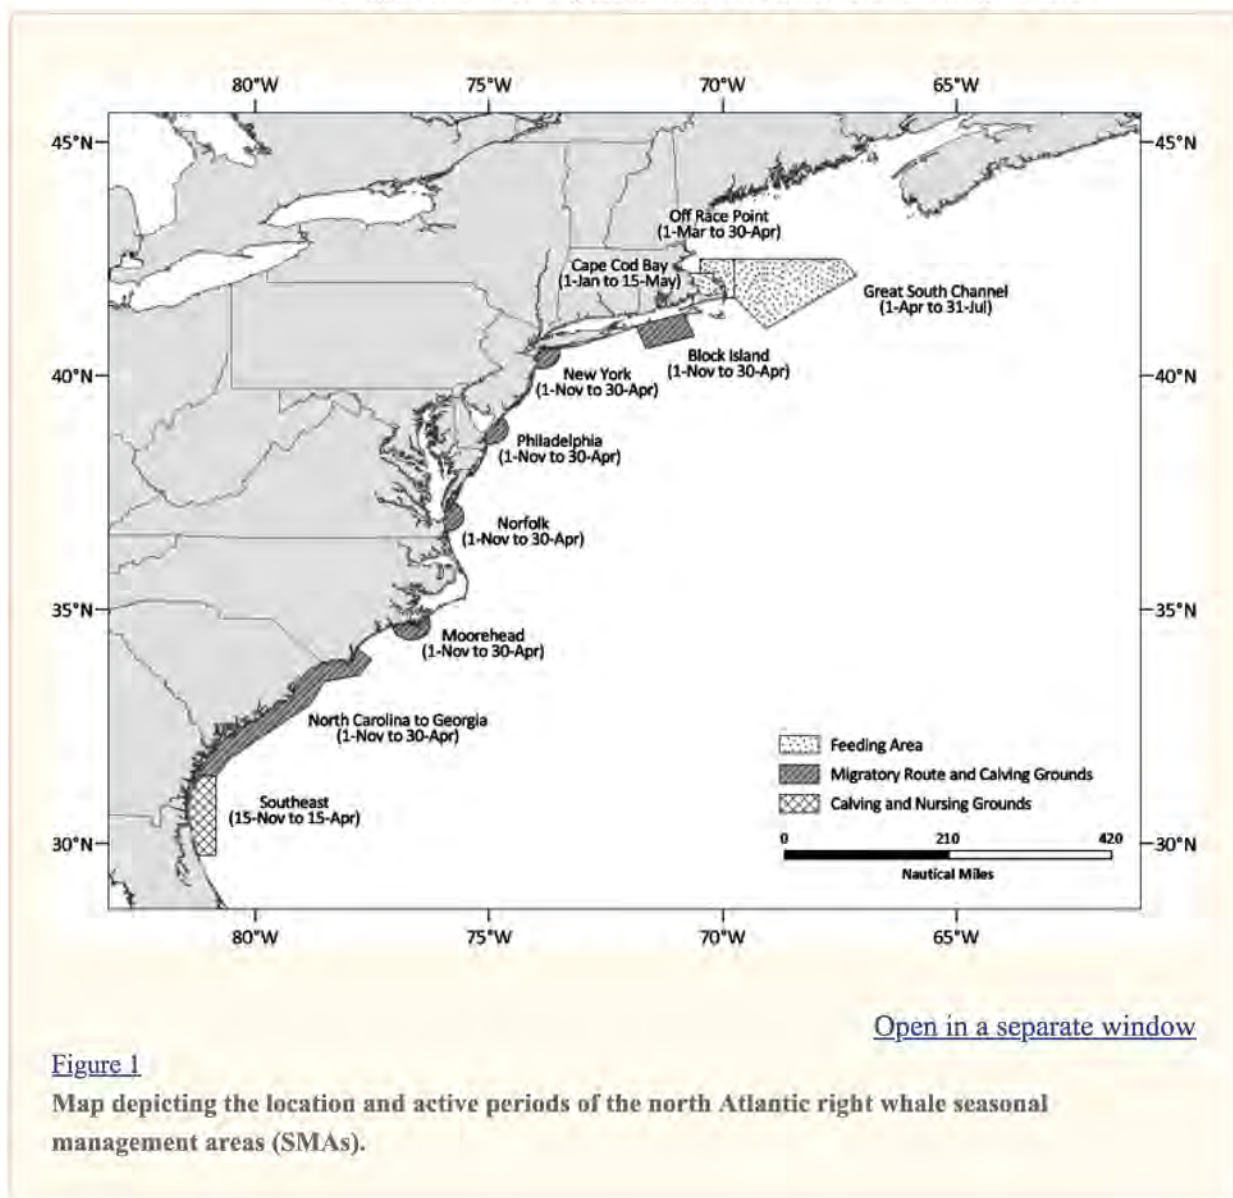 80°W 75°W 70°W 65°W
45°N 45°N
Off Race Point
(1-Mar to 30-Apr)
Cape Cod Bay
(1-Jan to 15-May)
Great South Channel
(1-Apr to 31-Jul)
Block Island
(1-Nov to 30-Apr)
New York
(1-Nov to 30-Apr)
40°N 40°N
Philadelphia
(1-Nov to 30-Apr)
Norfolk
(1-Nov to 30-Apr)
35°N 35°N
Moorehead
(1-Nov to 30-Apr)
North Carolina to Georgia
(1-Nov to 30-Apr)
Southeast
(15-Nov to 15-Apr)
Feeding Area
Migratory Route and Calving Grounds
Calving and Nursing Grounds
30°N 30°N
0 210 420
Nautical Miles
80°W 75°W 70°W 65°W
Open in a separate window
Figure 1
Map depicting the location and active periods of the north Atlantic right whale seasonal
management areas (SMAs).